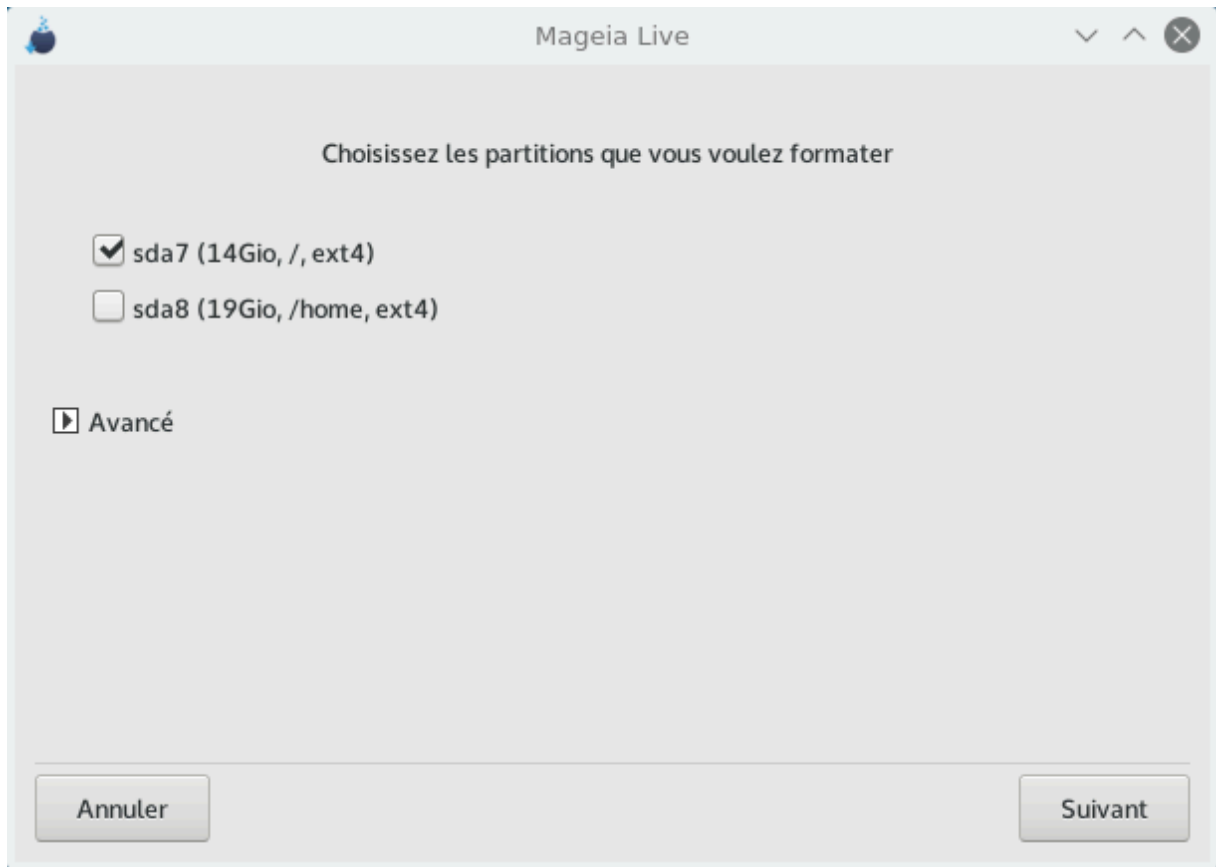 Mageia Live
Choisissez les partitions que vous voulez formater
sda7 (14Gio, /, ext4)
sda8 (19Gio, /home, ext4)
Avancé
Annuler
Suivant